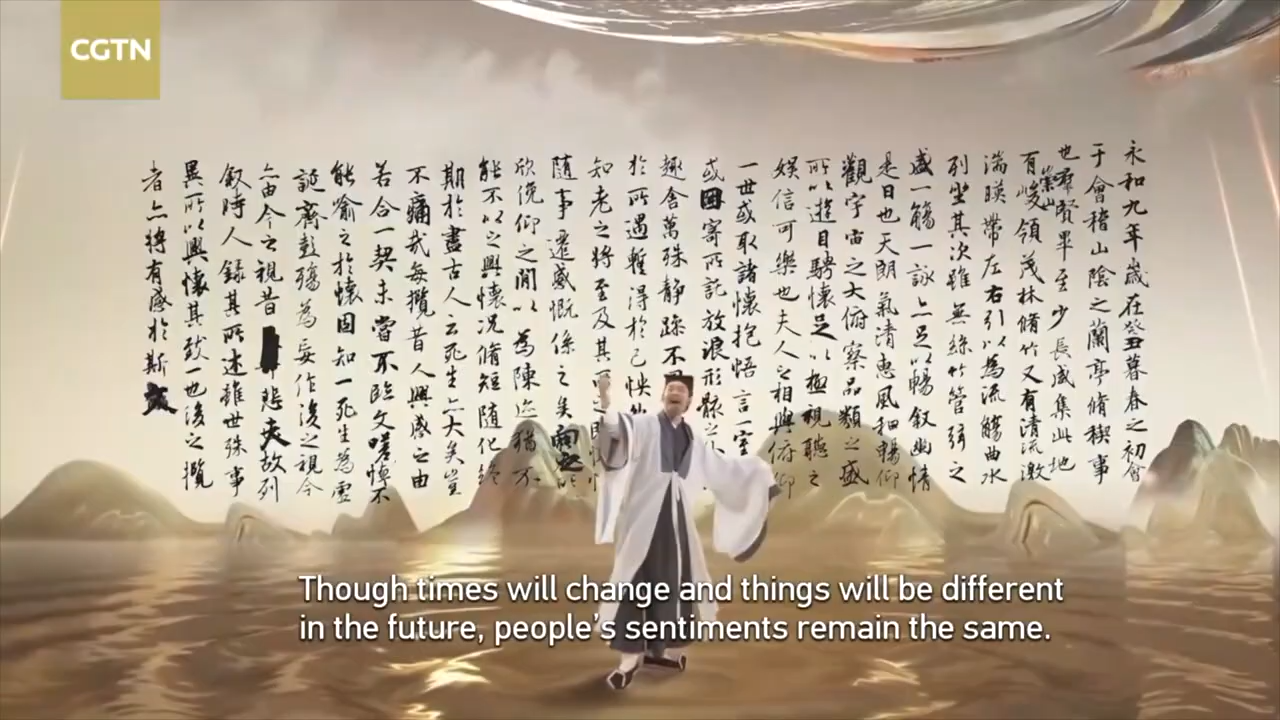 CGTN
永和九年歲在癸丑暮春之初會
于會稽山陰之蘭亭脩稧事
也羣賢畢至少長咸集此地
有崇山峻領茂林脩竹又有清流激
湍暎帶左右引以為流觴曲水
列坐其次雖無絲竹管弦之
盛一觴一詠亦足以暢敘幽情
是日也天朗氣清惠風和暢仰
觀宇宙之大俯察品類之盛
所以遊目騁懷足以極視聽之
娛信可樂也夫人之相與俯仰
一世或取諸懷抱悟言一室
或因寄所託放浪形骸之
趣舍萬殊靜躁不
於所遇暫得於己怏
知老之將至及其
隨事遷感慨係之矣向之所
欣俛仰之閒以為陳迹猶不
能不以之興懷況脩短隨化終
期於盡古人云死生亦大矣豈
不痛哉每攬昔人興感之由
若合一契未嘗不臨文嗟悼不
能喻之於懷固知一死生為虛
誕齊彭殤為妄作後之視今
亦由今之視昔悲夫故列
敘時人錄其所述雖世殊事
異所以興懷其致一也後之攬
者亦將有感於斯文
Though times will change and things will be different
in the future, people's sentiments remain the same.